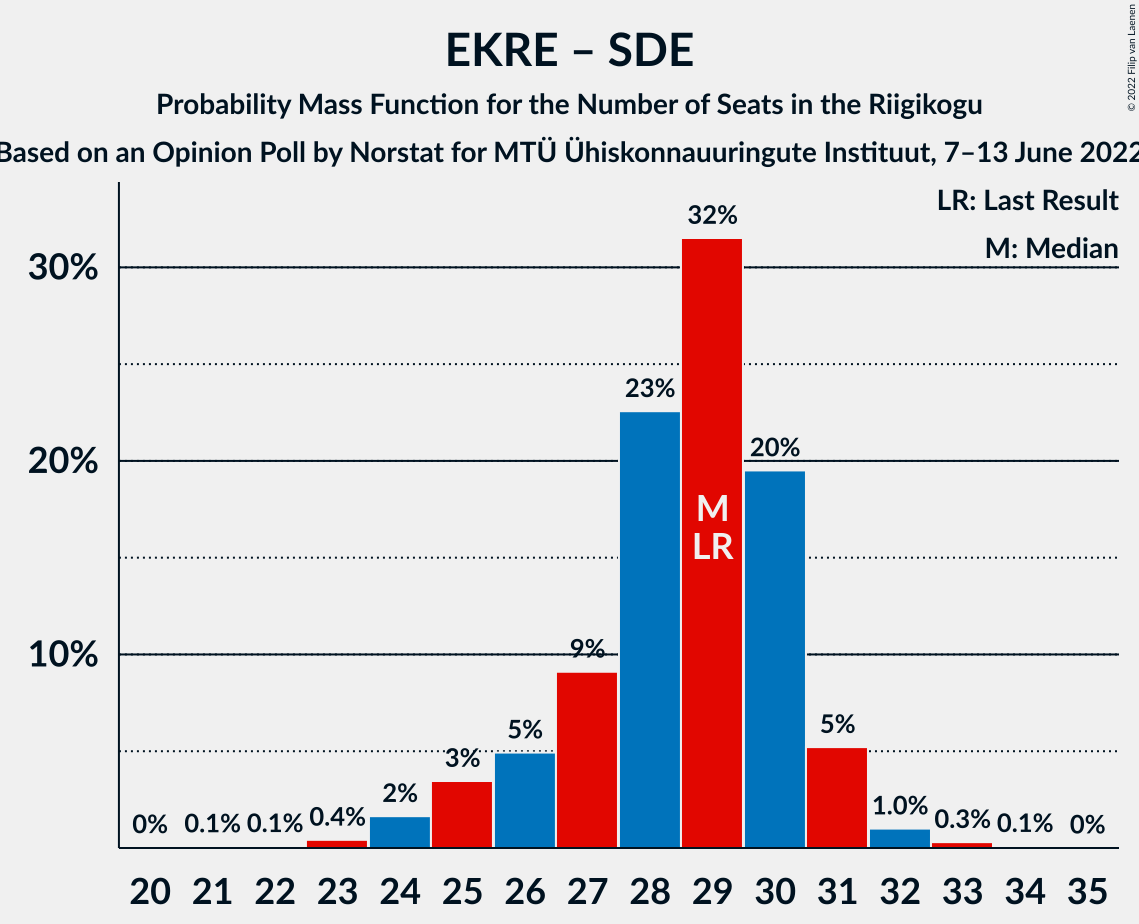 EKRE – SDE
Probability Mass Function for the Number of Seats in the Riigikogu
Based on an Opinion Poll by Norstat for MTÜ Ühiskonnauuringute Instituut, 7–13 June 2022
© 2022 Filip van Laenen
LR: Last Result
M: Median
30%
20%
10%
0% 0.1% 0.1% 0.4% 2% 3% 5% 9% 23% 32% 20% 5% 1.0% 0.3% 0.1% 0%
M
LR
20 21 22 23 24 25 26 27 28 29 30 31 32 33 34 35